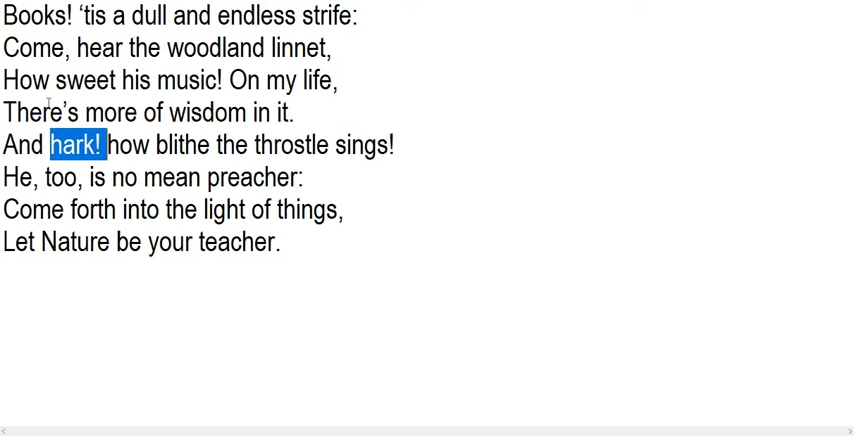 Books! ‘tis a dull and endless strife:
Come, hear the woodland linnet,
How sweet his music! On my life,
There’s more of wisdom in it.
And hark! how blithe the throstle sings!
He, too, is no mean preacher:
Come forth into the light of things,
Let Nature be your teacher.